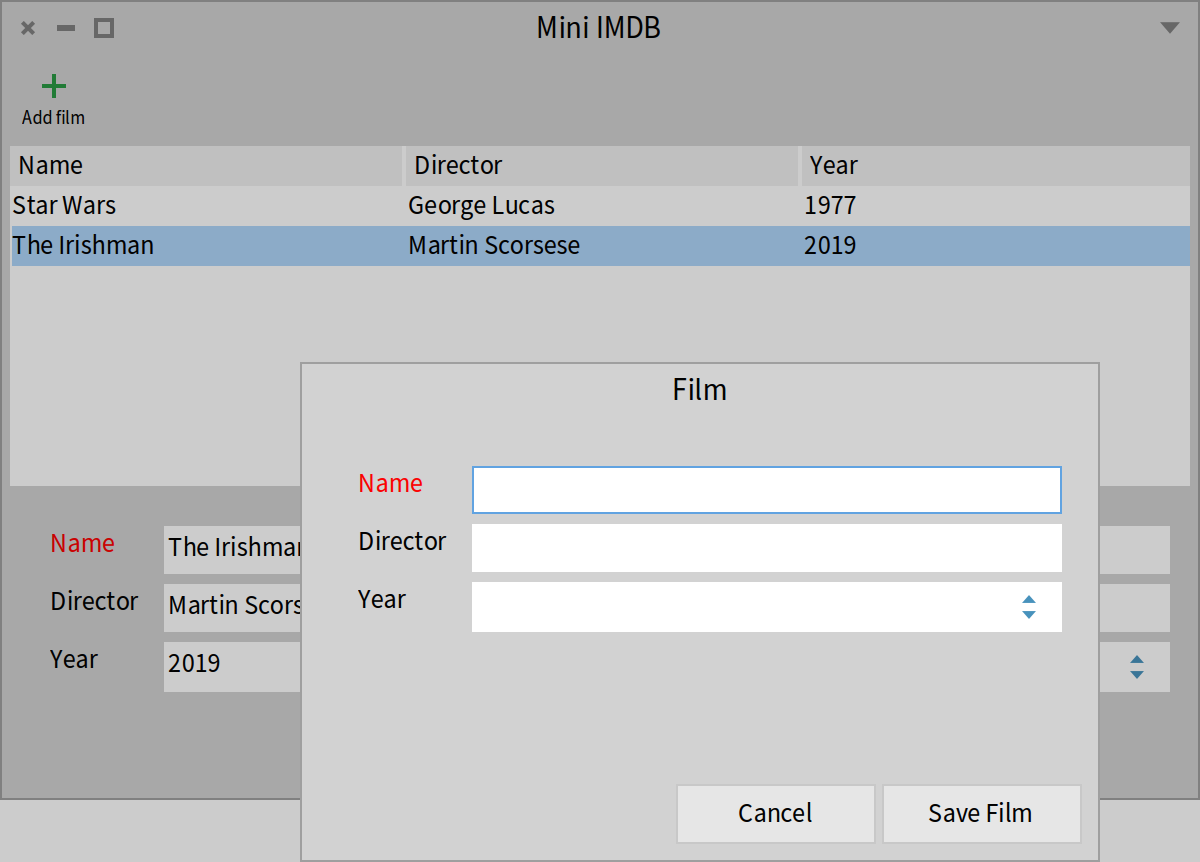 Mini IMDB
Add film
Name Director Year
Star Wars George Lucas 1977
The Irishman Martin Scorsese 2019
Film
Name
Director
Year
Name The Irishman
Director Martin Scors
Year 2019
Cancel Save Film